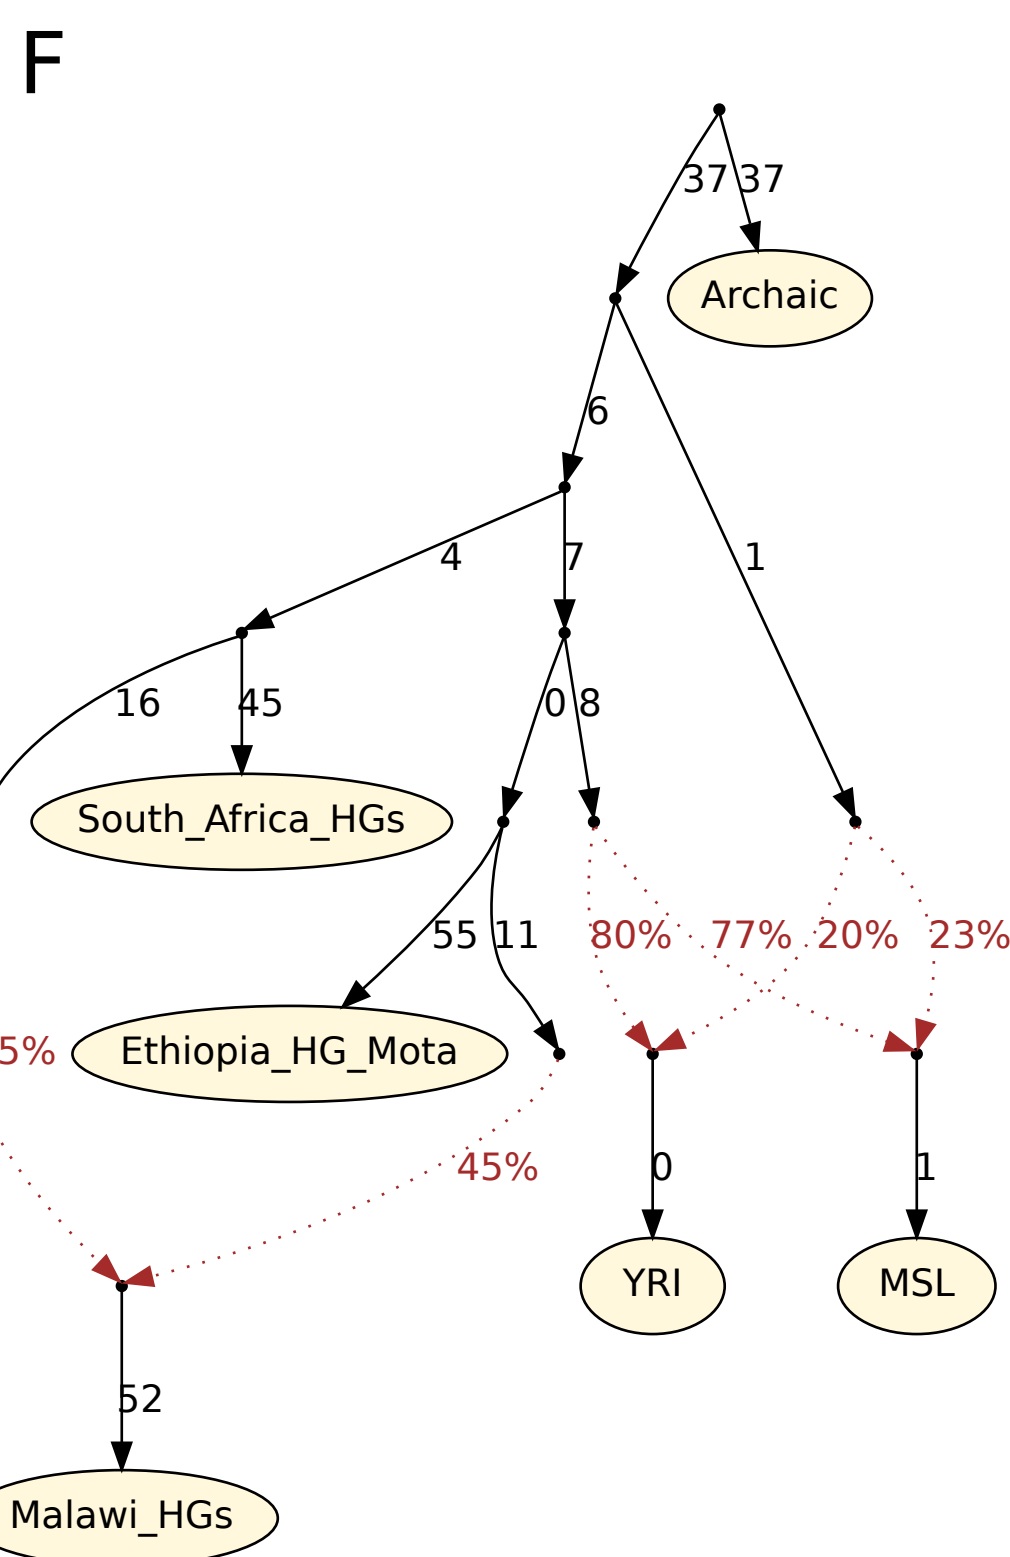 F
37 37
Archaic
6
4 7 1
16 45 0 8
South_Africa_HGs
55 11 80% 77% 20% 23%
5% Ethiopia_HG_Mota
45% 0 1
YRI MSL
52
Malawi_HGs